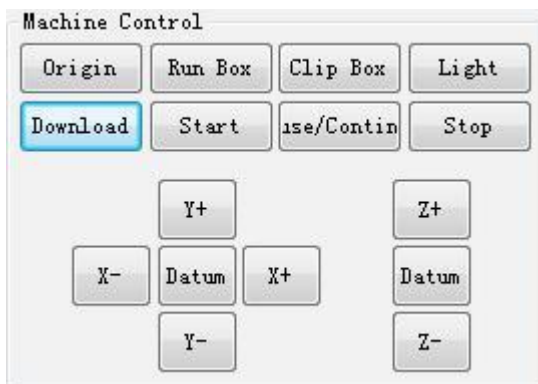 Machine Control
Origin Run Box Clip Box Light
Download Start use/Contin Stop
Y+ Z+
X- Datum X+ Datum
Y- Z-